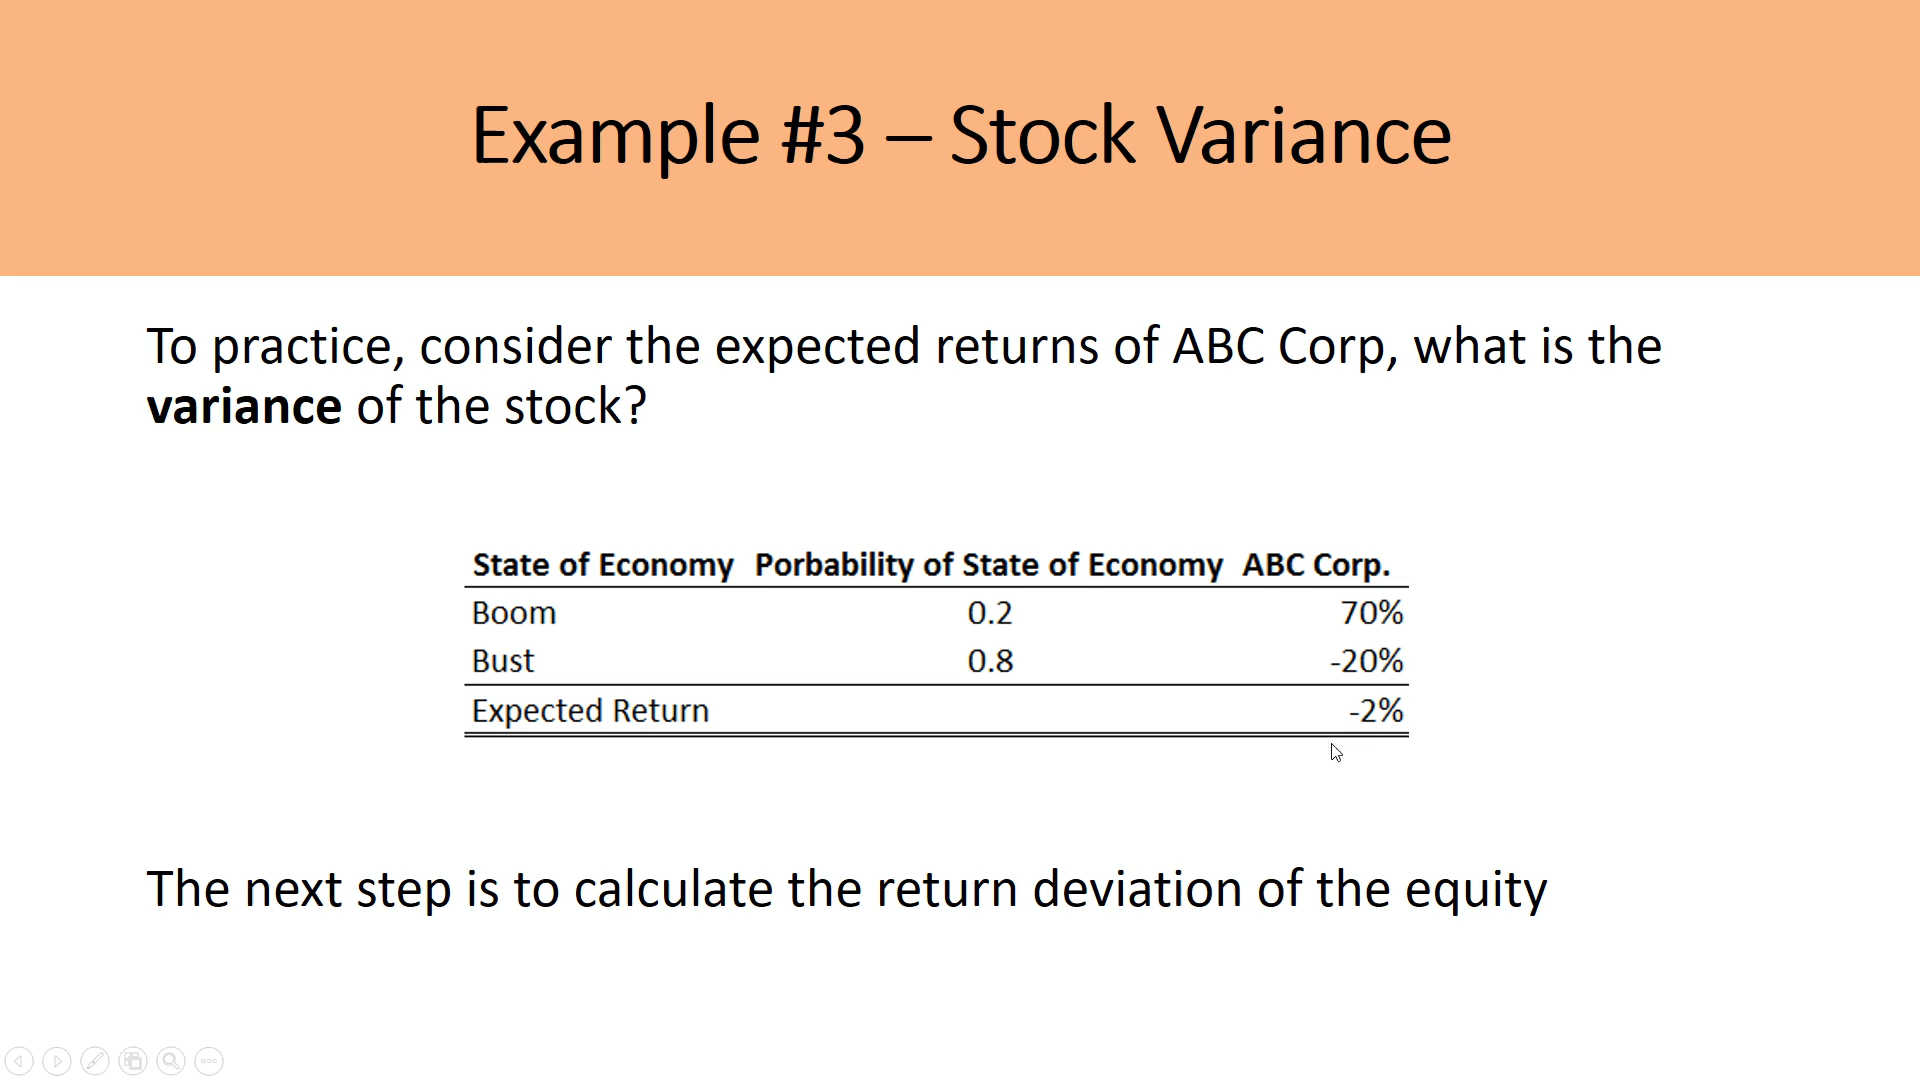 Example #3 – Stock Variance
To practice, consider the expected returns of ABC Corp, what is the
variance of the stock?
State of Economy Porbability of State of Economy ABC Corp.
Boom 0.2 70%
Bust 0.8 -20%
Expected Return -2%
The next step is to calculate the return deviation of the equity